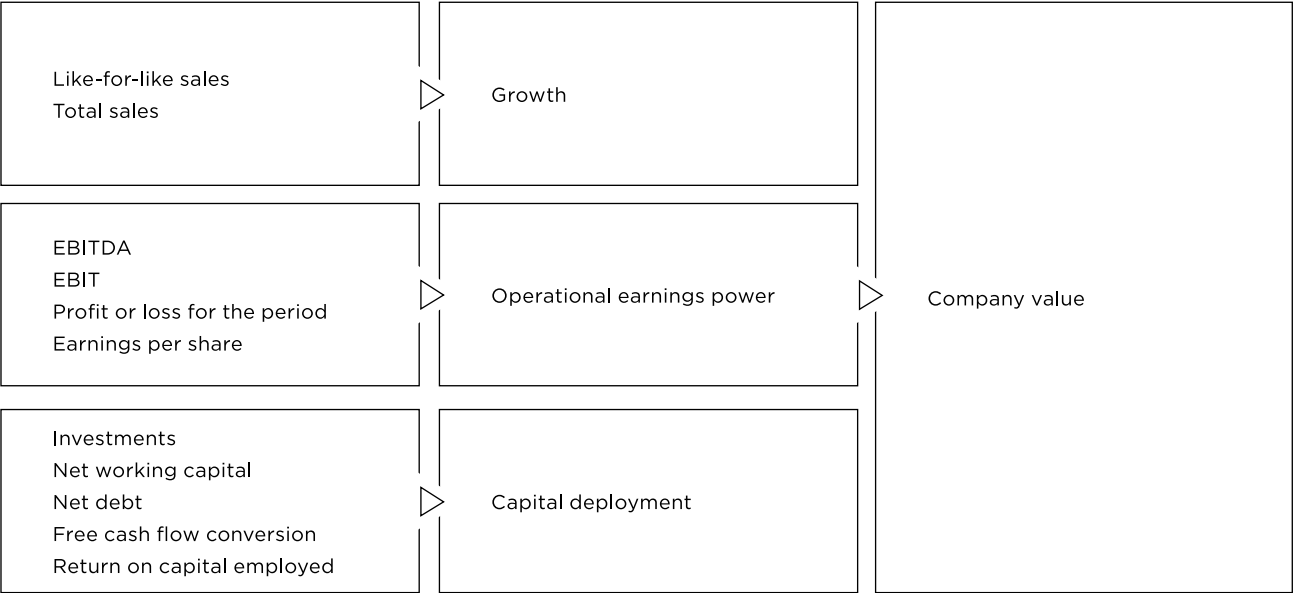 Like-for-like sales
Total sales
Growth
EBITDA
EBIT
Profit or loss for the period
Earnings per share
Operational earnings power
Company value
Investments
Net working capital
Net debt
Free cash flow conversion
Return on capital employed
Capital deployment